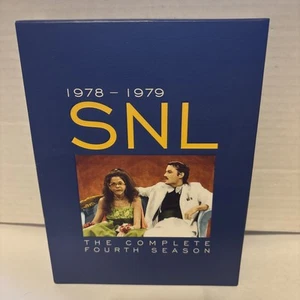 1978 – 1979
SNL
THE COMPLETE
FOURTH SEASON